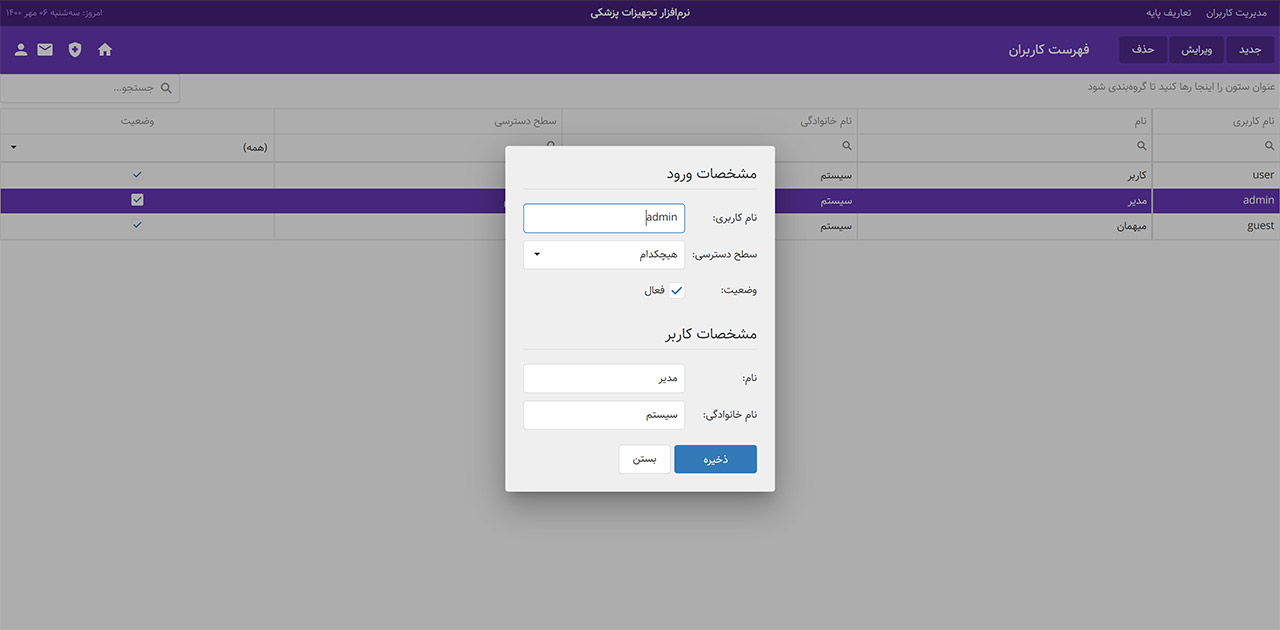 مدیریت کاربران تعاریف پایه نرم‌افزار تجهیزات پزشکی امروز: سه‌شنبه ۰۶ مهر ۱۴۰۰
جدید ویرایش حذف فهرست کاربران
عنوان ستون را اینجا رها کنید تا گروه‌بندی شود جستجو...
نام کاربری نام نام خانوادگی سطح دسترسی وضعیت
(همه)
user کاربر سیستم
admin مدیر سیستم
guest میهمان سیستم
مشخصات ورود
نام کاربری: admin
سطح دسترسی: هیچکدام
وضعیت: فعال
مشخصات کاربر
نام: مدیر
نام خانوادگی: سیستم
ذخیره بستن